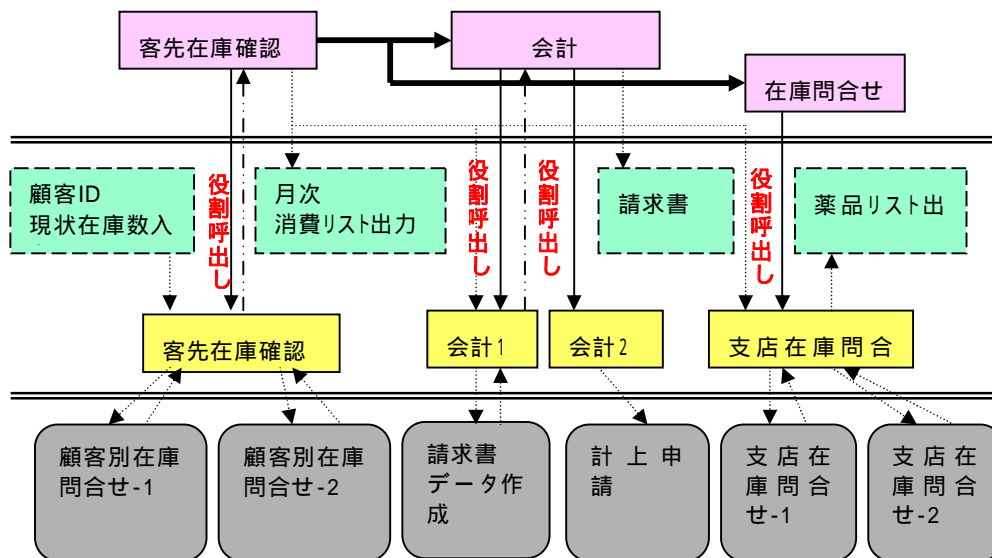 客先在庫確認
会計
在庫問合せ
顧客ID
現状在庫数入
役割呼出し
月次
消費リスト出力
役割呼出し
役割呼出し
請求書
役割呼出し
薬品リスト出
客先在庫確認
会計1
会計2
支店在庫問合
顧客別在庫
問合せ-1
顧客別在庫
問合せ-2
請求書
データ作
成
計上申
請
支店在
庫問合
せ-1
支店在
庫問合
せ-2